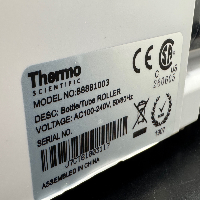 Thermo
SCIENTIFIC
MODEL NO:88881003
DESC: Bottle/Tube ROLLER
VOLTAGE: AC100-240V, 50/60Hz
SERIAL NO:
ASSEMBLED IN CHINA
CE
C US